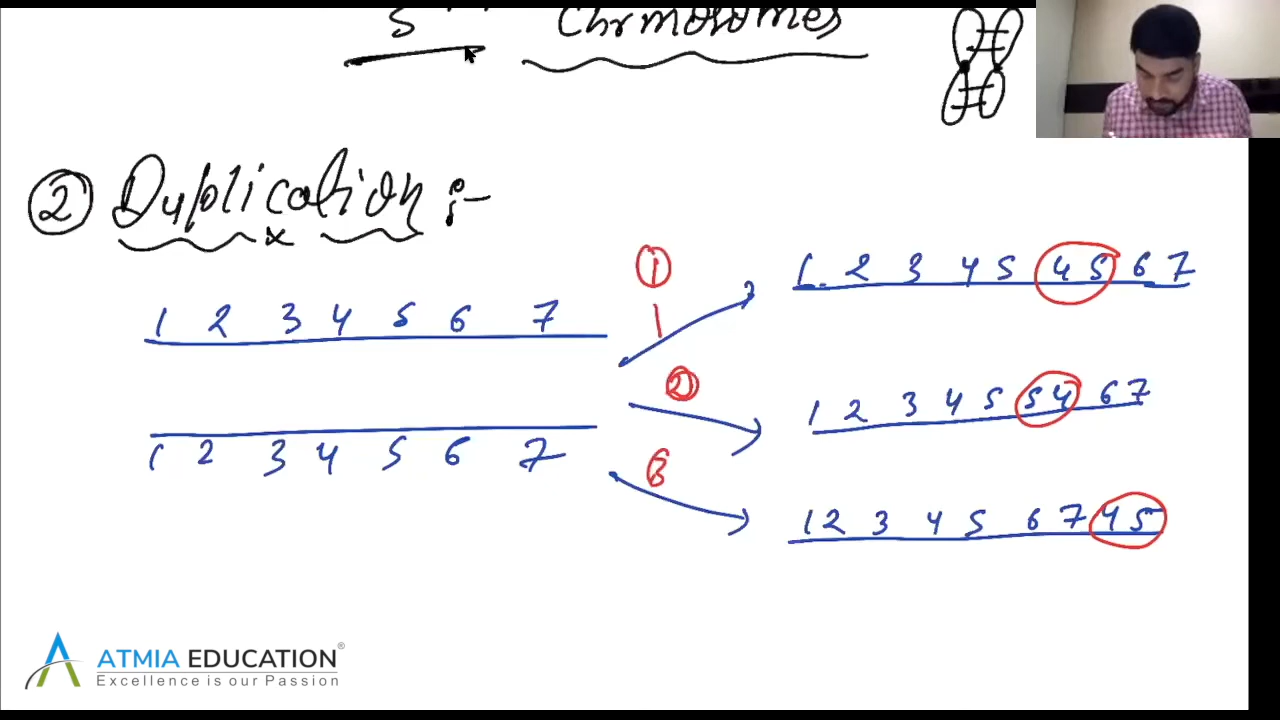 Chrmosomes
② Duplication :-
①
1 2 3 4 5 4 5 6 7
1 2 3 4 5 6 7
②
1 2 3 4 5 5 4 6 7
1 2 3 4 5 6 7
3
1 2 3 4 5 6 7 4 5
ATMIA EDUCATION®
Excellence is our Passion